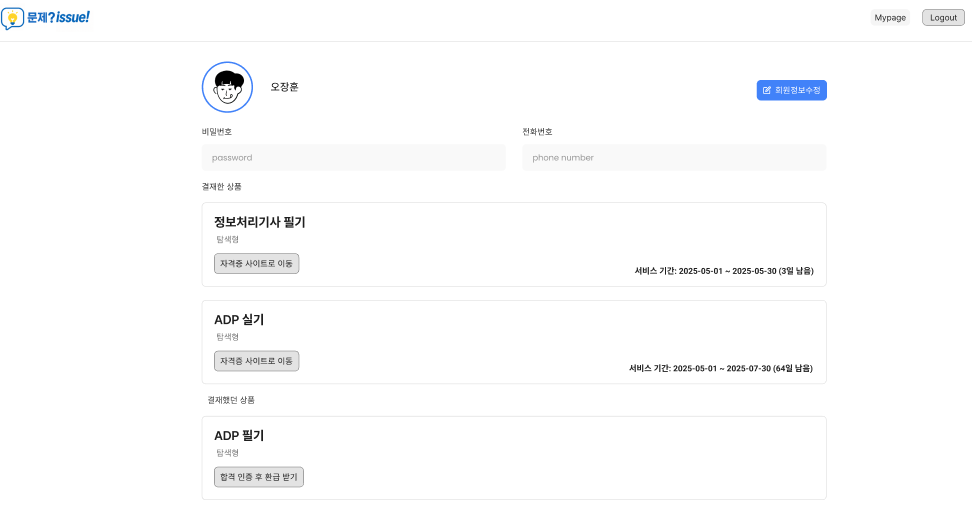 문제?issue!
Mypage
Logout
오장훈
회원정보수정
비밀번호
전화번호
password
phone number
결재한 상품
정보처리기사 필기
탐색형
자격증 사이트로 이동
서비스 기간: 2025-05-01 ~ 2025-05-30 (3일 남음)
ADP 실기
탐색형
자격증 사이트로 이동
서비스 기간: 2025-05-01 ~ 2025-07-30 (64일 남음)
결재했던 상품
ADP 필기
탐색형
합격 인증 후 환급 받기